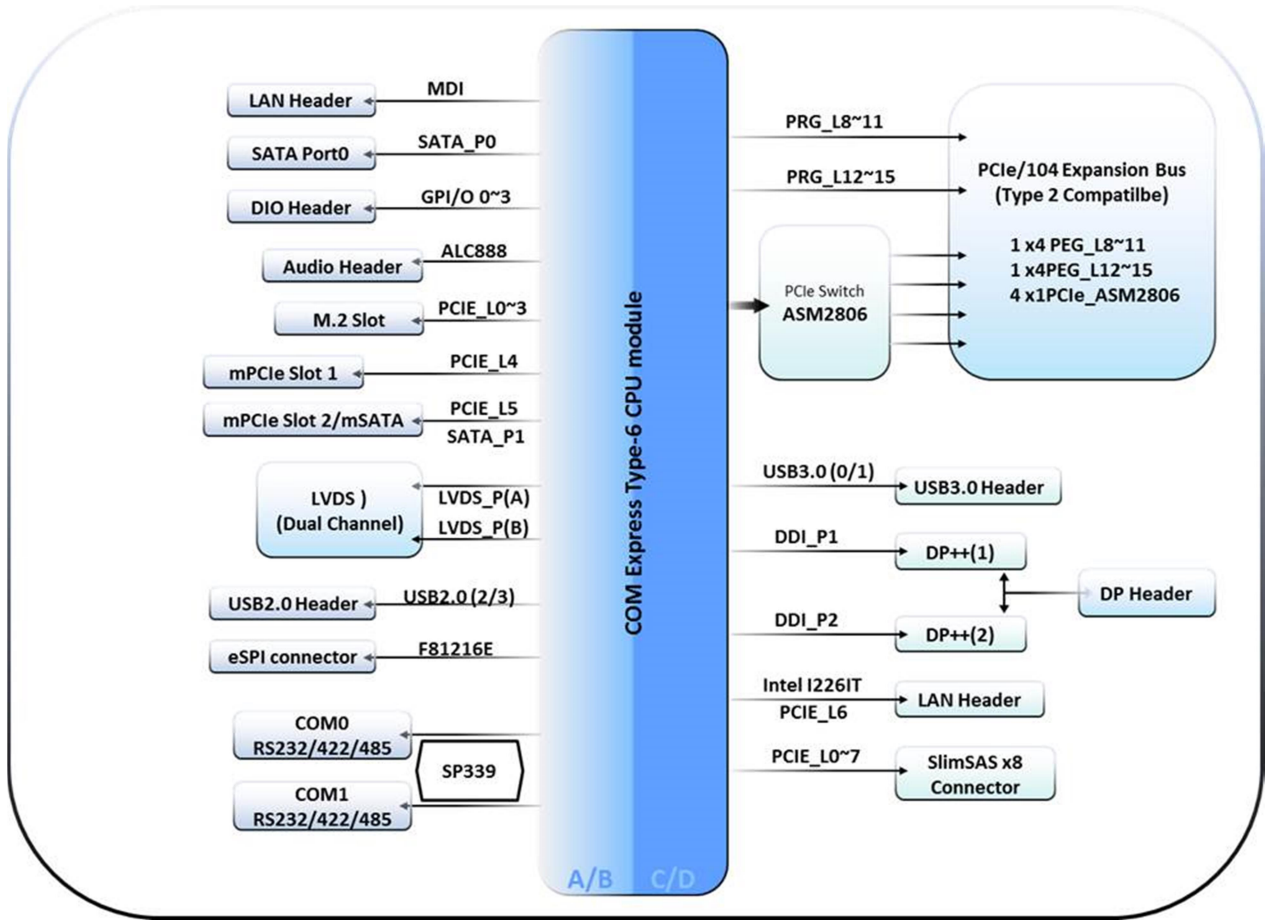 MDI
LAN Header
SATA_P0
SATA Port0
GPI/O 0~3
DIO Header
ALC888
Audio Header
PCIE_L0~3
M.2 Slot
PCIE_L4
mPCIe Slot 1
PCIE_L5
mPCIe Slot 2/mSATA
SATA_P1
LVDS )
(Dual Channel)
LVDS_P(A)
LVDS_P(B)
USB2.0 (2/3)
USB2.0 Header
F81216E
eSPI connector
COM0
RS232/422/485
SP339
COM1
RS232/422/485
COM Express Type-6 CPU module
A/B
C/D
PRG_L8~11
PRG_L12~15
PCIe/104 Expansion Bus
(Type 2 Compatilbe)
1 x4 PEG_L8~11
1 x4PEG_L12~15
4 x1PCIe_ASM2806
PCIe Switch
ASM2806
USB3.0 (0/1)
USB3.0 Header
DDI_P1
DP++(1)
DP Header
DDI_P2
DP++(2)
Intel I226IT
PCIE_L6
LAN Header
PCIE_L0~7
SlimSAS x8
Connector